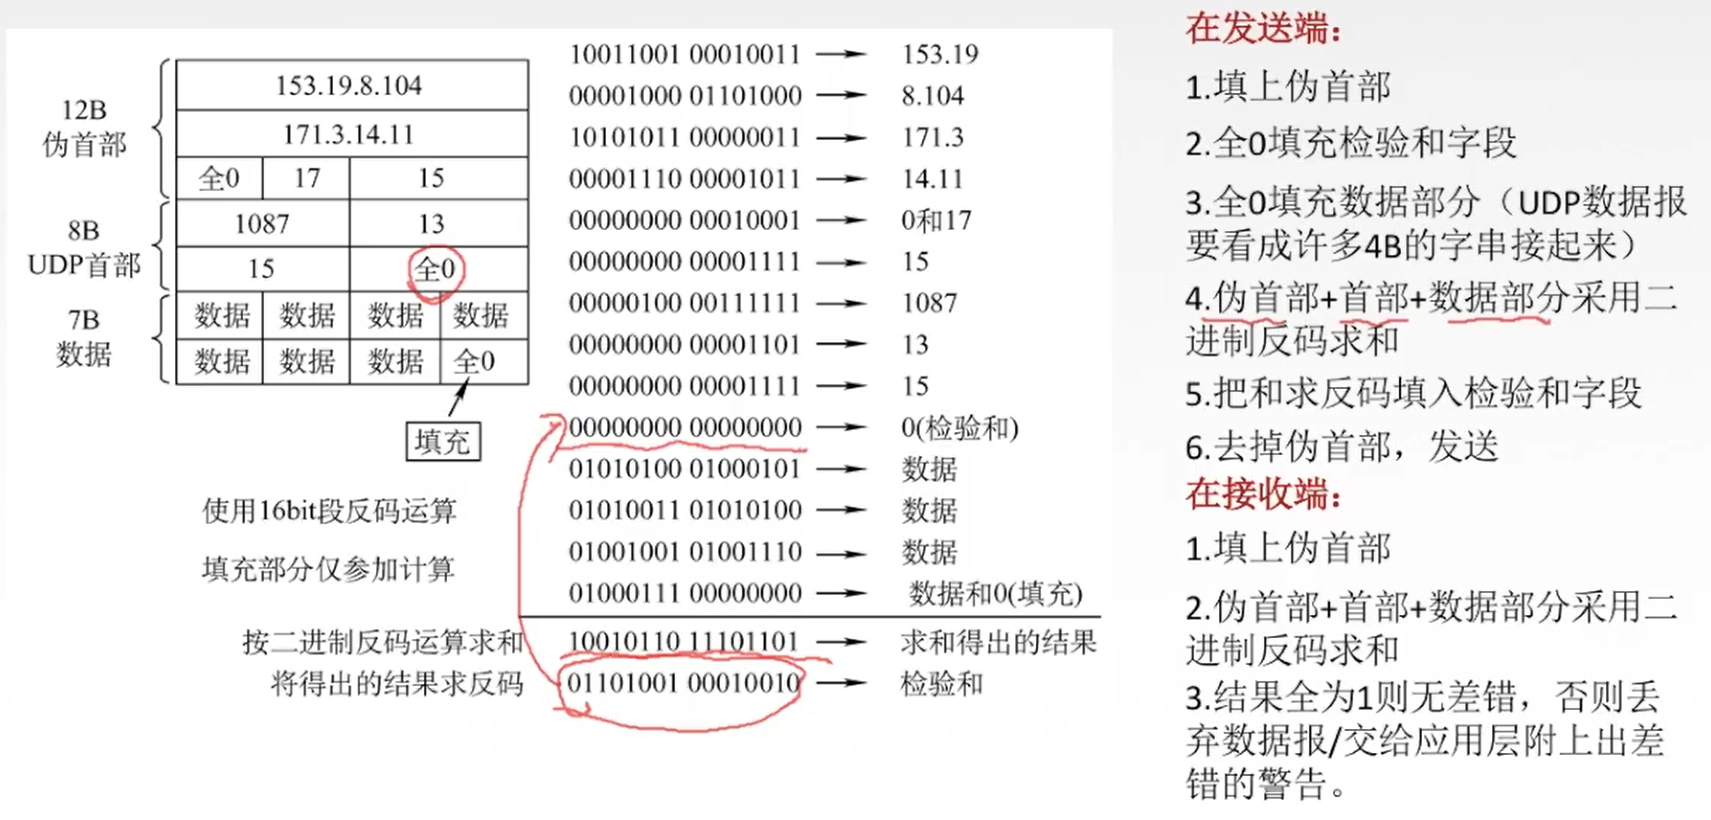 12B
伪首部
153.19.8.104
171.3.14.11
全0 17 15
8B
UDP首部
1087 13
15 全0
7B
数据
数据 数据 数据 数据
数据 数据 数据 全0
填充
使用16bit段反码运算
填充部分仅参加计算
10011001 00010011 → 153.19
00001000 01101000 → 8.104
10101011 00000011 → 171.3
00001110 00001011 → 14.11
00000000 00010001 → 0和17
00000000 00001111 → 15
00000100 00111111 → 1087
00000000 00001101 → 13
00000000 00001111 → 15
00000000 00000000 → 0(检验和)
01010100 01000101 → 数据
01010011 01010100 → 数据
01001001 01001110 → 数据
01000111 00000000 → 数据和0(填充)
按二进制反码运算求和 10010110 11101101 → 求和得出的结果
将得出的结果求反码 01101001 00010010 → 检验和
在发送端：
1.填上伪首部
2.全0填充检验和字段
3.全0填充数据部分（UDP数据报
要看成许多4B的字串接起来）
4.伪首部+首部+数据部分采用二
进制反码求和
5.把和求反码填入检验和字段
6.去掉伪首部，发送
在接收端：
1.填上伪首部
2.伪首部+首部+数据部分采用二
进制反码求和
3.结果全为1则无差错，否则丢
弃数据报/交给应用层附上出差
错的警告。